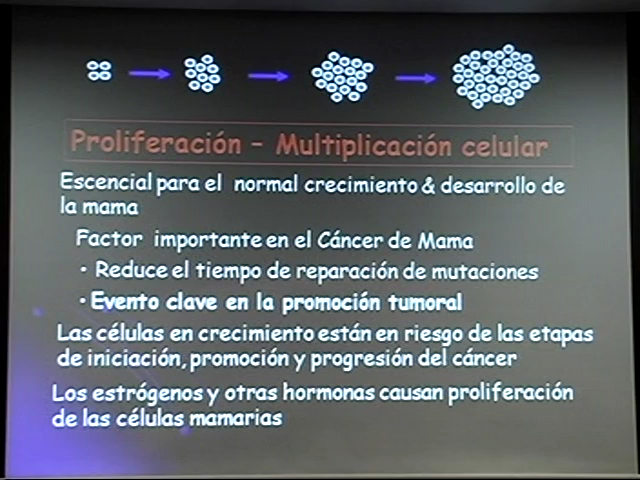 Proliferación - Multiplicación celular
Escencial para el normal crecimiento & desarrollo de
la mama
Factor importante en el Cáncer de Mama
• Reduce el tiempo de reparación de mutaciones
• Evento clave en la promoción tumoral
Las células en crecimiento están en riesgo de las etapas
de iniciación, promoción y progresión del cáncer
Los estrógenos y otras hormonas causan proliferación
de las células mamarias